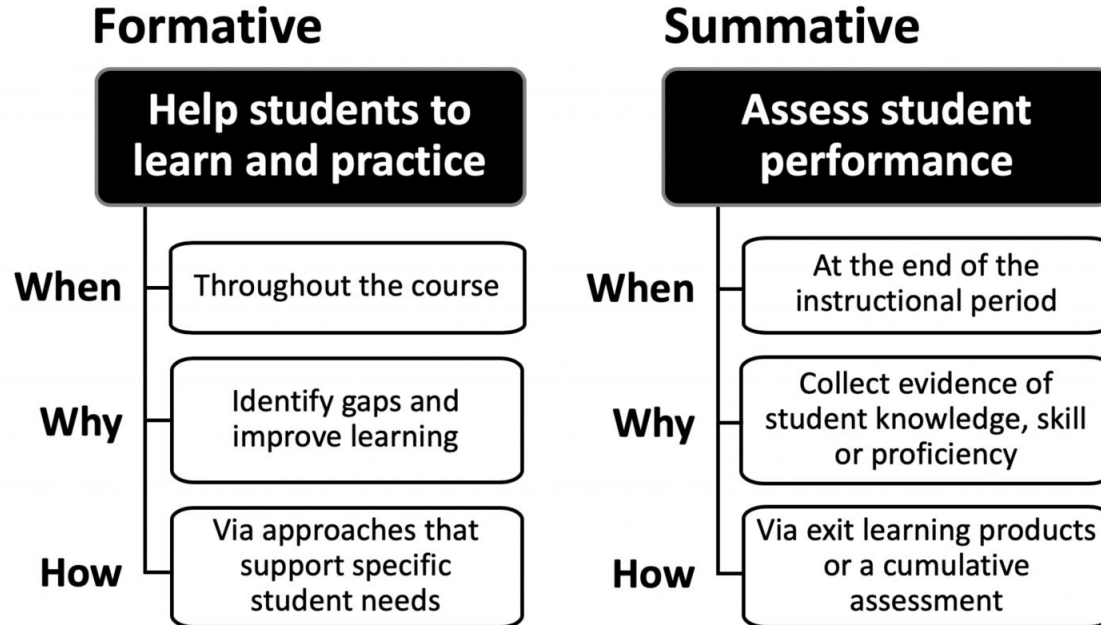 Formative
Help students to
learn and practice
When
Throughout the course
Why
Identify gaps and
improve learning
How
Via approaches that
support specific
student needs
Summative
Assess student
performance
When
At the end of the
instructional period
Why
Collect evidence of
student knowledge, skill
or proficiency
How
Via exit learning products
or a cumulative
assessment